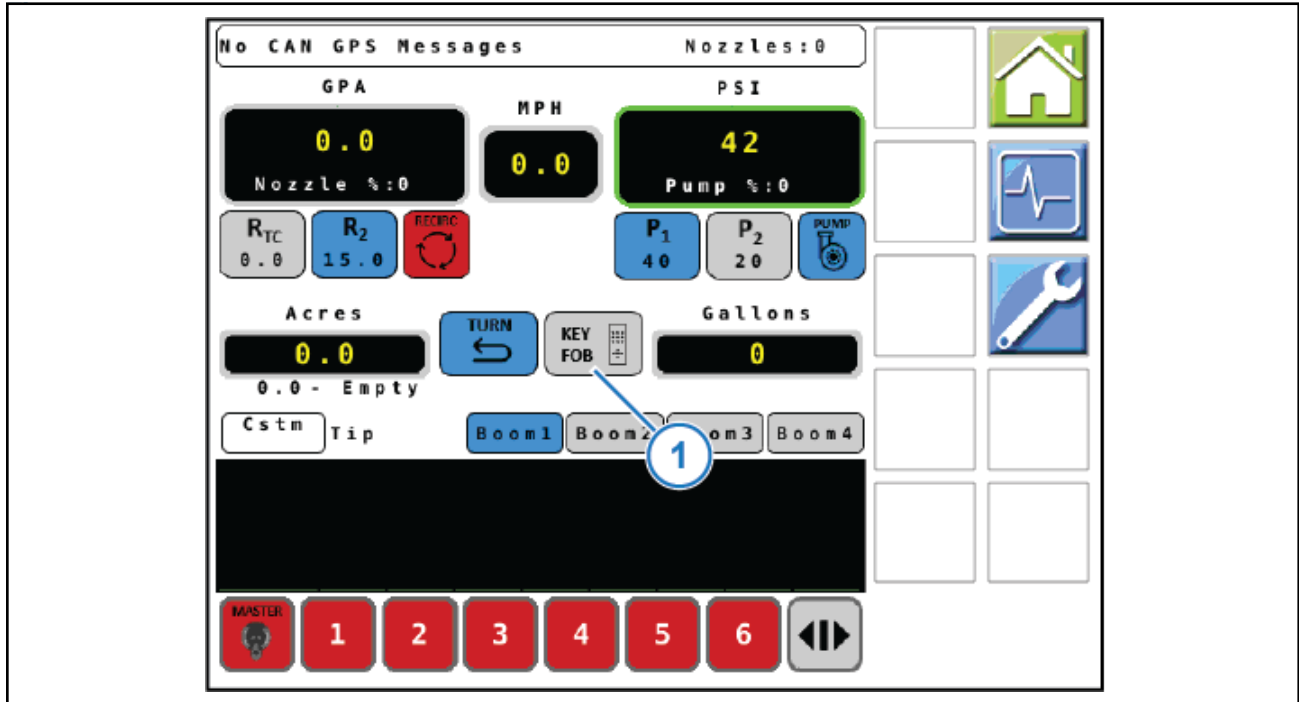 No CAN GPS Messages Nozzles:0
GPA MPH PSI
0.0 0.0 42
Nozzle %:0 Pump %:0
RTC R2 RECIRC P1 P2 PUMP
0.0 15.0 40 20
Acres TURN KEY FOB Gallons
0.0 0
0.0- Empty
Cstm Tip Boom1 Boom2 oom3 Boom4
1
MASTER 1 2 3 4 5 6